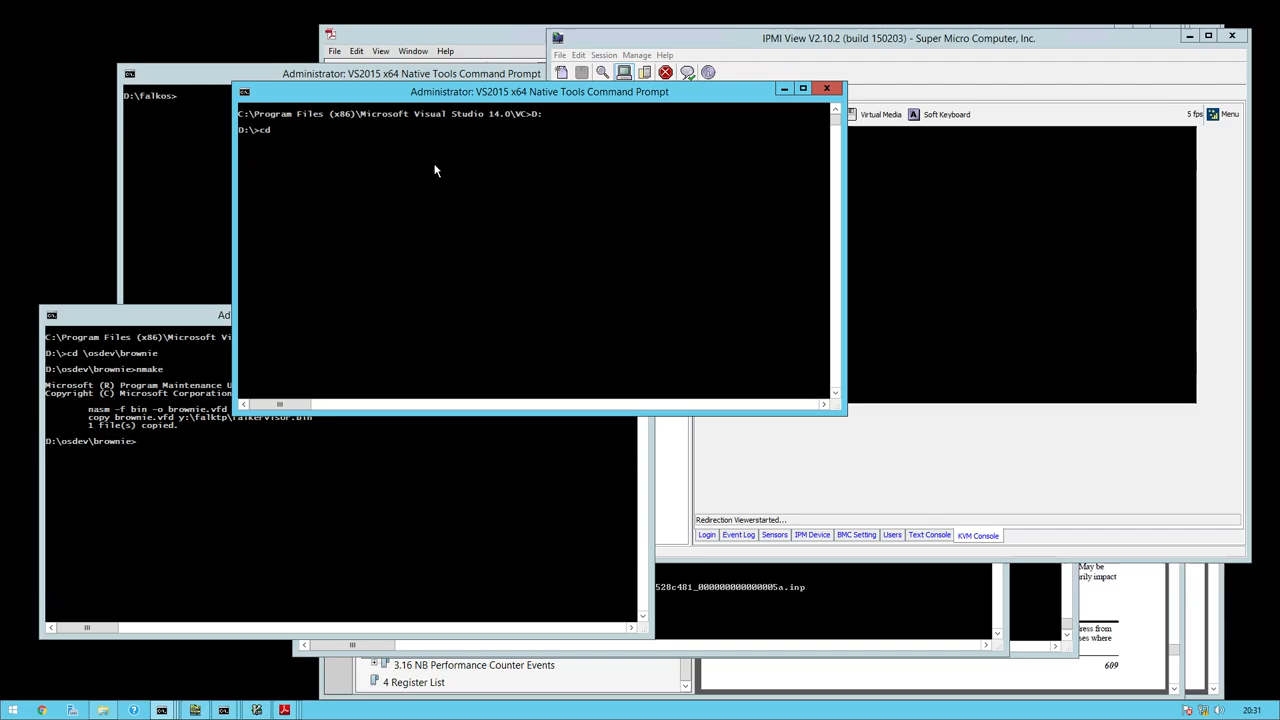 File Edit View Window Help
IPMI View V2.10.2 (build 150203) - Super Micro Computer, Inc.
File Edit Session Manage Help
Administrator: VS2015 x64 Native Tools Command Prompt
D:\falkos>
Administrator: VS2015 x64 Native Tools Command Prompt
C:\Program Files (x86)\Microsoft Visual Studio 14.0\VC>D:
D:\>cd
Virtual Media
Soft Keyboard
5 fps
Menu
Ad
C:\Program Files (x86)\Microsoft Vi
D:\>cd \osdev\brownie
D:\osdev\brownie>nmake
Microsoft (R) Program Maintenance U
Copyright (C) Microsoft Corporation
nasm -f bin -o brownie.vfd
copy brownie.vfd y:\falktp\falkervisor.bin
1 file(s) copied.
D:\osdev\brownie>
Redirection Viewerstarted...
Login Event Log Sensors IPM Device BMC Setting Users Text Console KVM Console
528c481_000000000000005a.inp
May be
arily impact
ress from
ses where
609
3.16 NB Performance Counter Events
4 Register List
20:31